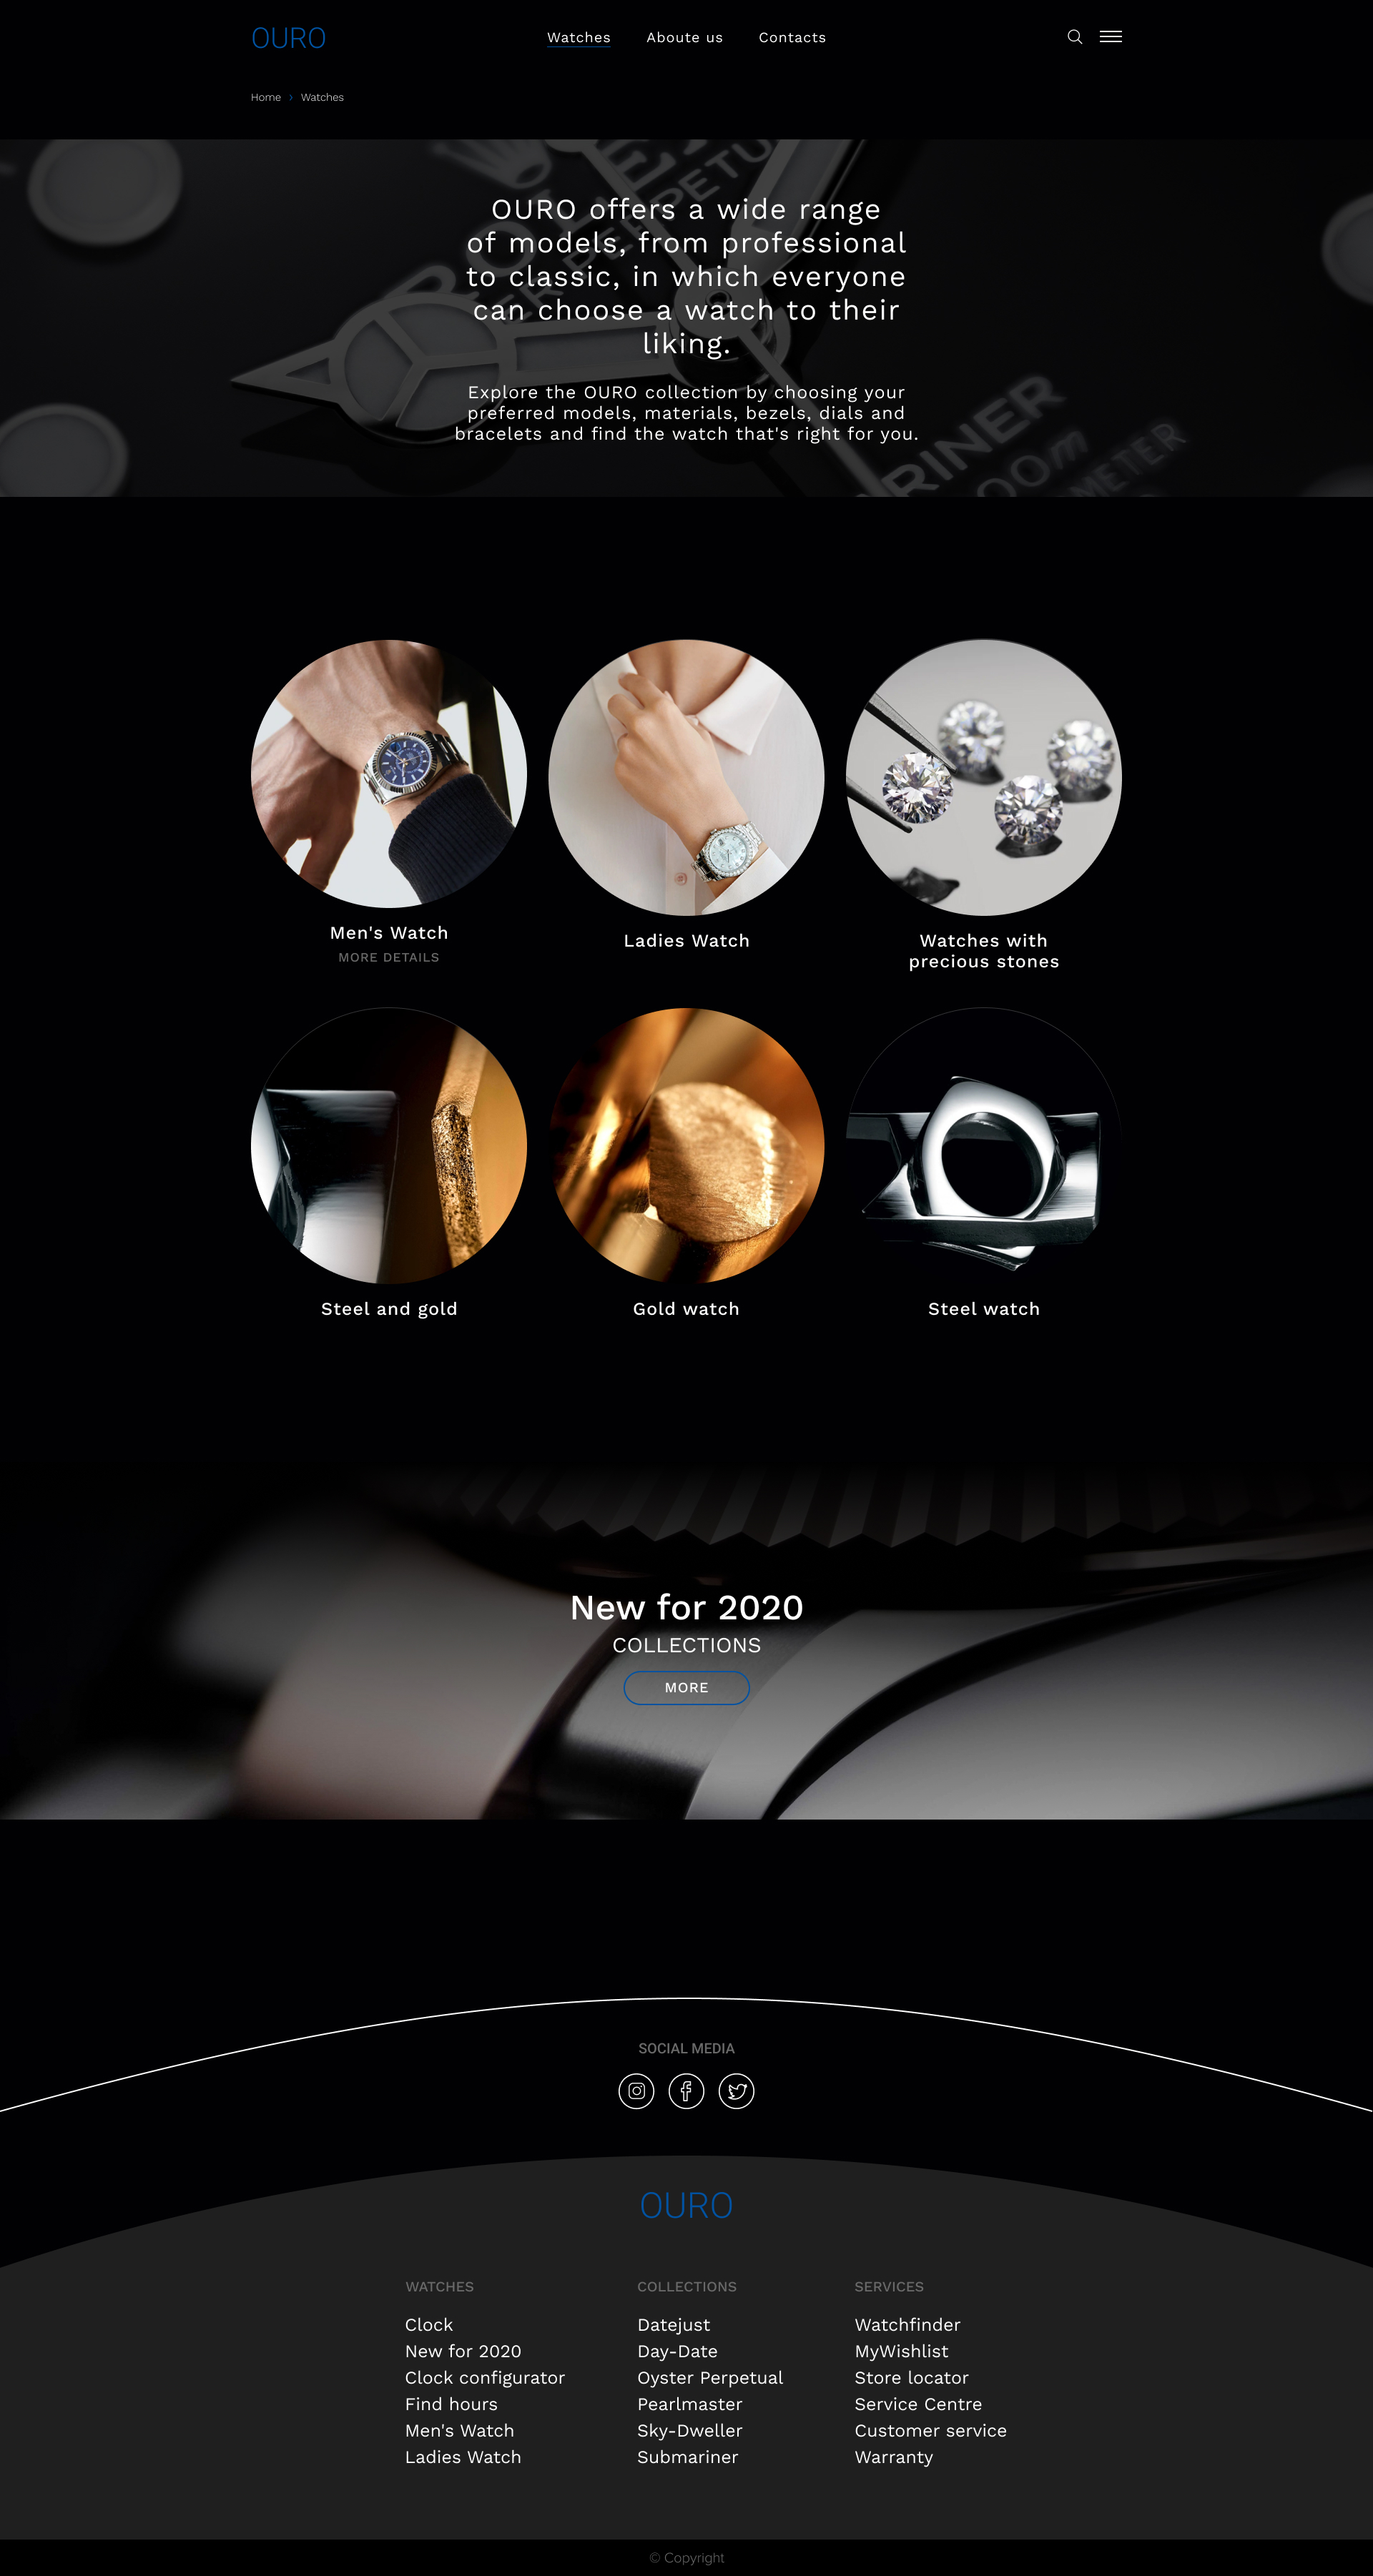 OURO
Watches
Aboute us
Contacts
Home › Watches
OURO offers a wide range
of models, from professional
to classic, in which everyone
can choose a watch to their
liking.
Explore the OURO collection by choosing your
preferred models, materials, bezels, dials and
bracelets and find the watch that's right for you.
Men's Watch
MORE DETAILS
Ladies Watch
Watches with
precious stones
Steel and gold
Gold watch
Steel watch
New for 2020
COLLECTIONS
MORE
SOCIAL MEDIA
OURO
WATCHES
Clock
New for 2020
Clock configurator
Find hours
Men's Watch
Ladies Watch
COLLECTIONS
Datejust
Day-Date
Oyster Perpetual
Pearlmaster
Sky-Dweller
Submariner
SERVICES
Watchfinder
MyWishlist
Store locator
Service Centre
Customer service
Warranty
© Copyright